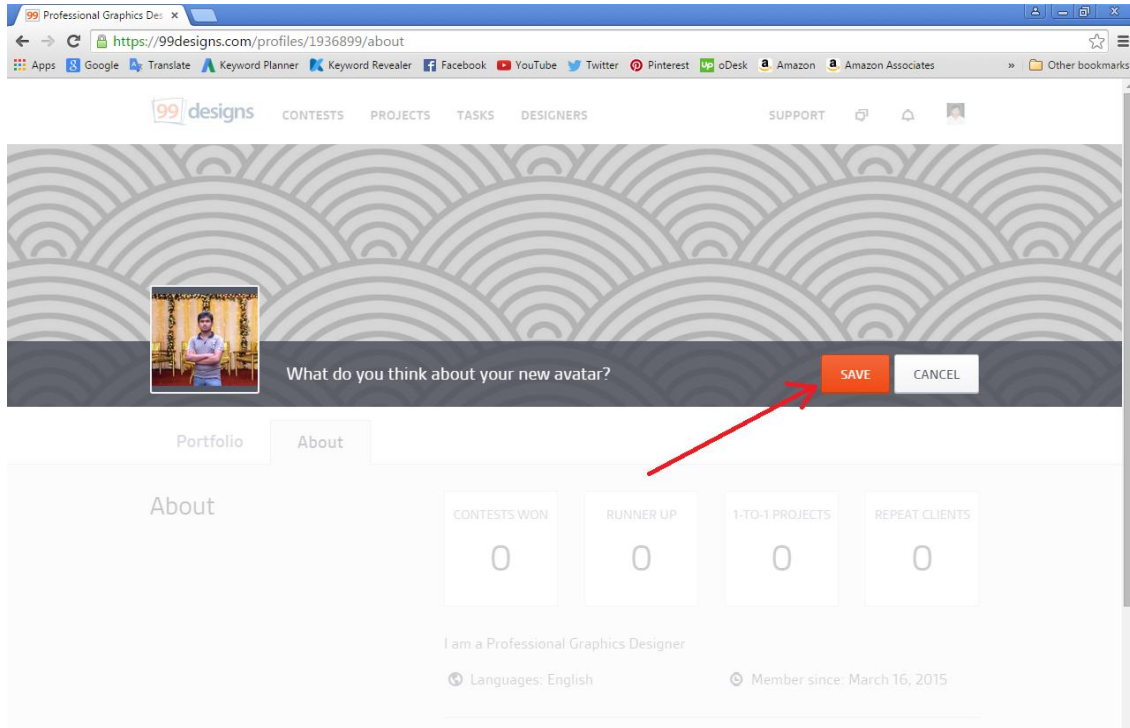 99 Professional Graphics Des
https://99designs.com/profiles/1936899/about
Apps Google Translate Keyword Planner Keyword Revealer Facebook YouTube Twitter Pinterest Up oDesk Amazon Amazon Associates » Other bookmarks
99 designs CONTESTS PROJECTS TASKS DESIGNERS SUPPORT
What do you think about your new avatar? SAVE CANCEL
Portfolio About
About
CONTESTS WON RUNNER UP 1-TO-1 PROJECTS REPEAT CLIENTS
0 0 0 0
I am a Professional Graphics Designer
Languages: English Member since: March 16, 2015